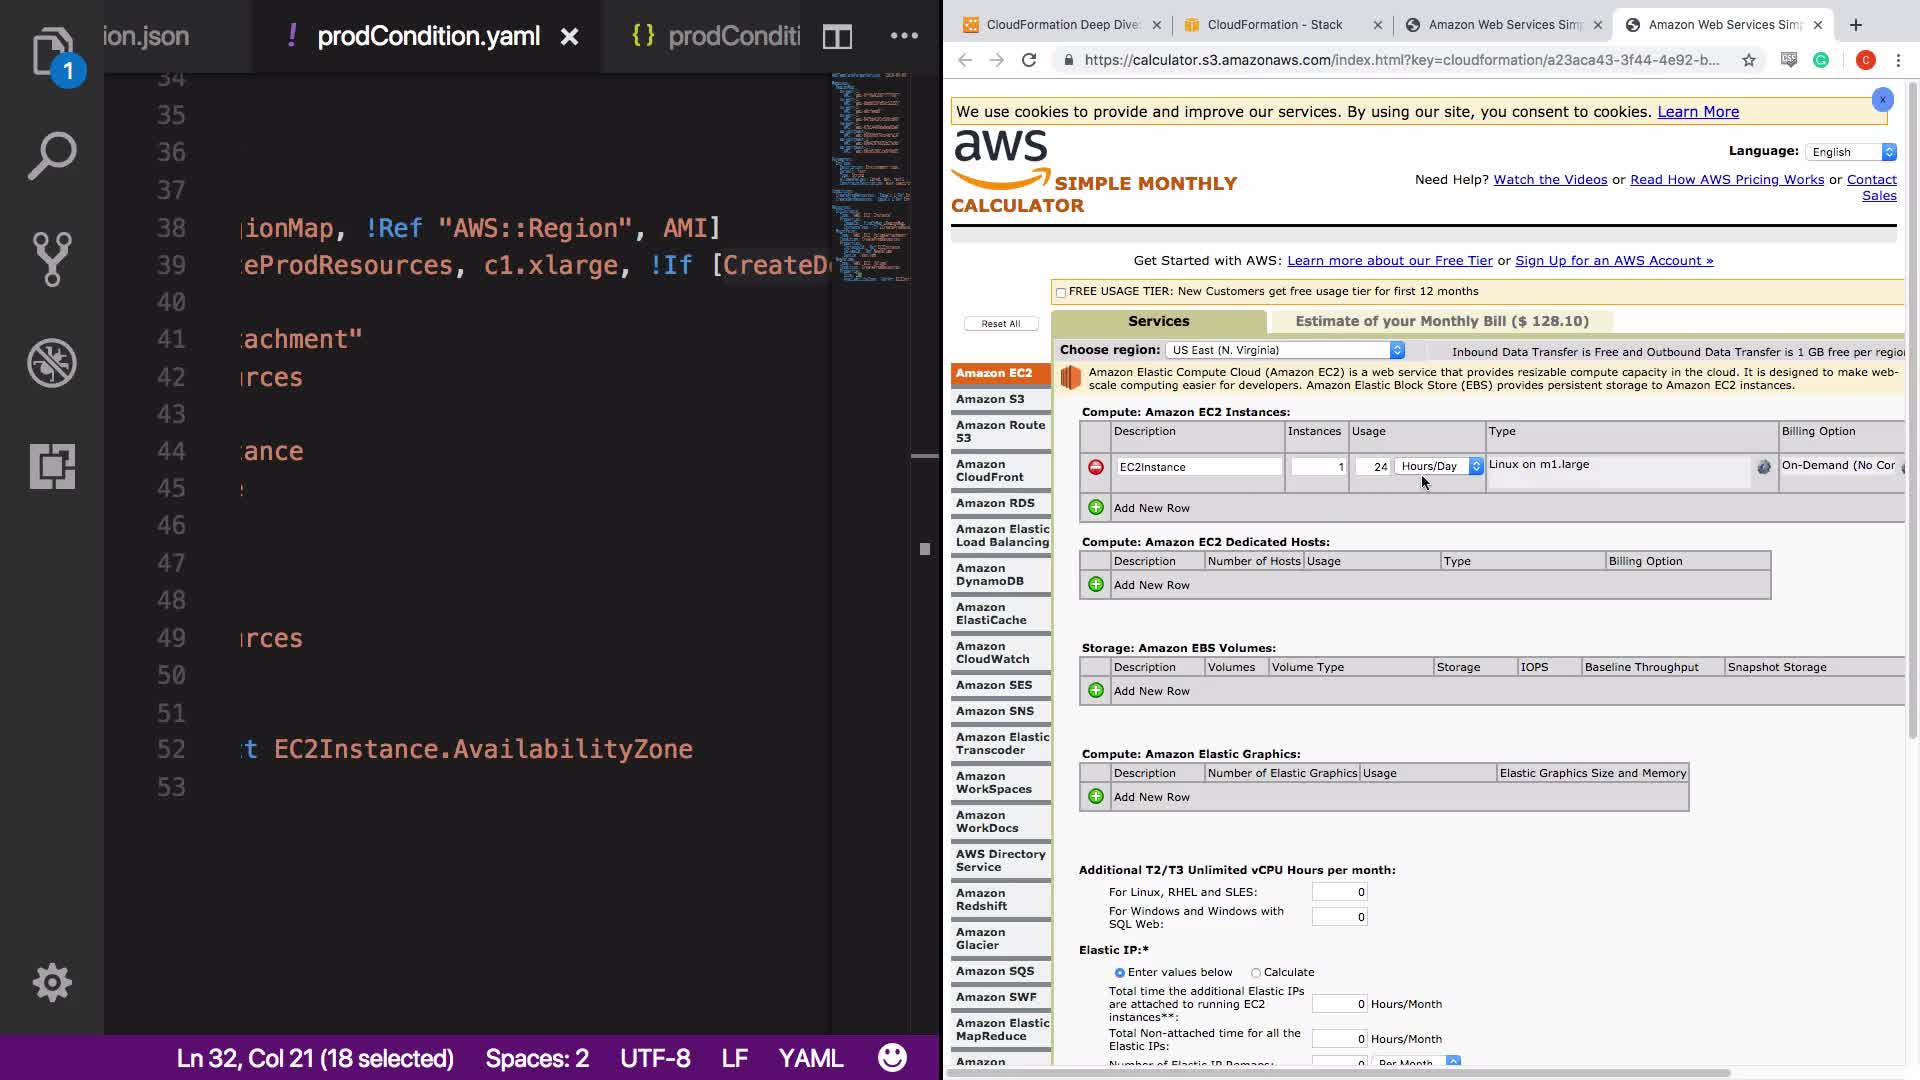 ion.json
! prodCondition.yaml ×
{} prodConditi
1
34
35
36
37
38 ionMap, !Ref "AWS::Region", AMI]
39 eProdResources, c1.xlarge, !If [CreateD
40
41 achment"
42 rces
43
44 ance
45
46
47
48
49 rces
50
51
52 t EC2Instance.AvailabilityZone
53
Ln 32, Col 21 (18 selected) Spaces: 2 UTF-8 LF YAML
CloudFormation Deep Dive
CloudFormation - Stack
Amazon Web Services Sim
Amazon Web Services Sim
https://calculator.s3.amazonaws.com/index.html?key=cloudformation/a23aca43-3f44-4e92-b...
C
We use cookies to provide and improve our services. By using our site, you consent to cookies. Learn More
x
aws
SIMPLE MONTHLY
CALCULATOR
Language: English
Need Help? Watch the Videos or Read How AWS Pricing Works or Contact
Sales
Get Started with AWS: Learn more about our Free Tier or Sign Up for an AWS Account »
FREE USAGE TIER: New Customers get free usage tier for first 12 months
Reset All
Services
Estimate of your Monthly Bill ($ 128.10)
Choose region: US East (N. Virginia)
Inbound Data Transfer is Free and Outbound Data Transfer is 1 GB free per regio
Amazon EC2
Amazon S3
Amazon Route
53
Amazon
CloudFront
Amazon RDS
Amazon Elastic
Load Balancing
Amazon
DynamoDB
Amazon
ElastiCache
Amazon
CloudWatch
Amazon SES
Amazon SNS
Amazon Elastic
Transcoder
Amazon
WorkSpaces
Amazon
WorkDocs
AWS Directory
Service
Amazon
Redshift
Amazon
Glacier
Amazon SQS
Amazon SWF
Amazon Elastic
MapReduce
Amazon
Amazon Elastic Compute Cloud (Amazon EC2) is a web service that provides resizable compute capacity in the cloud. It is designed to make web-
scale computing easier for developers. Amazon Elastic Block Store (EBS) provides persistent storage to Amazon EC2 instances.
Compute: Amazon EC2 Instances:
Description Instances Usage Type Billing Option
EC2Instance 1 24 Hours/Day Linux on m1.large On-Demand (No Cor
Add New Row
Compute: Amazon EC2 Dedicated Hosts:
Description Number of Hosts Usage Type Billing Option
Add New Row
Storage: Amazon EBS Volumes:
Description Volumes Volume Type Storage IOPS Baseline Throughput Snapshot Storage
Add New Row
Compute: Amazon Elastic Graphics:
Description Number of Elastic Graphics Usage Elastic Graphics Size and Memory
Add New Row
Additional T2/T3 Unlimited vCPU Hours per month:
For Linux, RHEL and SLES: 0
For Windows and Windows with
SQL Web: 0
Elastic IP:*
Enter values below Calculate
Total time the additional Elastic IPs
are attached to running EC2
instances**: 0 Hours/Month
Total Non-attached time for all the
Elastic IPs: 0 Hours/Month
Number of Elastic IP Remaps: 0 Per Month